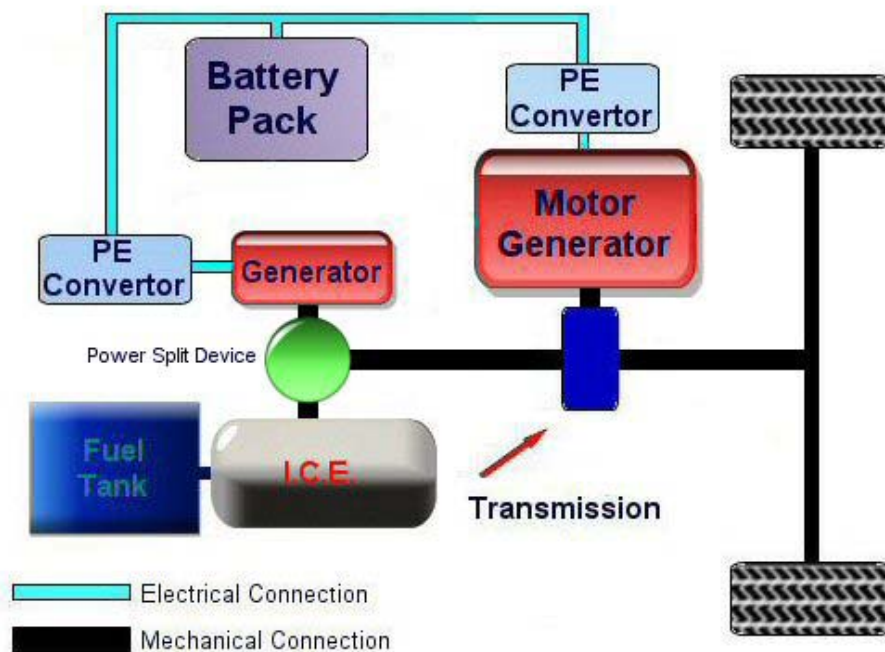 Battery
Pack
PE
Convertor
Motor
Generator
PE
Convertor
Generator
Power Split Device
Fuel
Tank
I.C.E.
Transmission
Electrical Connection
Mechanical Connection